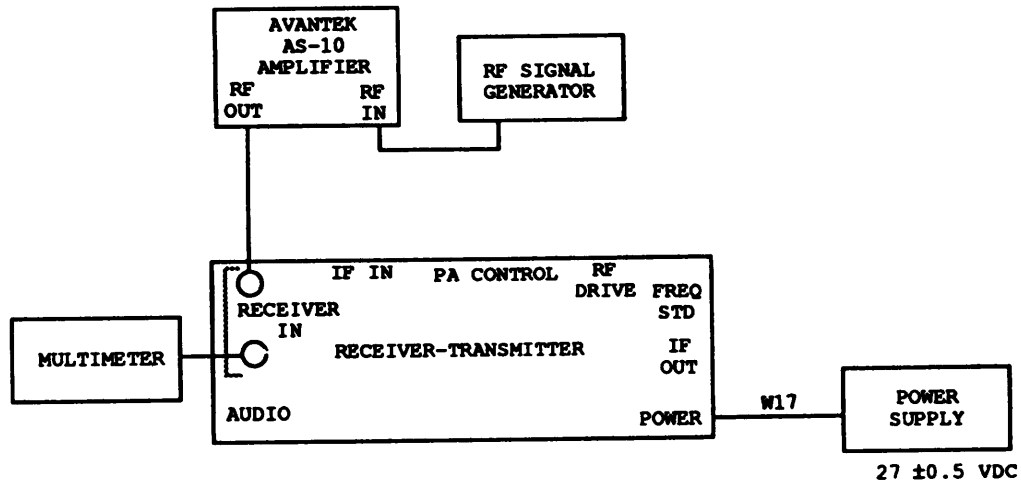 AVANTEK
AS-10
AMPLIFIER
RF
OUT
RF
IN
RF SIGNAL
GENERATOR
IF IN
PA CONTROL
RF
DRIVE
FREQ
STD
RECEIVER
IN
MULTIMETER
RECEIVER-TRANSMITTER
IF
OUT
AUDIO
POWER
W17
POWER
SUPPLY
27 ±0.5 VDC